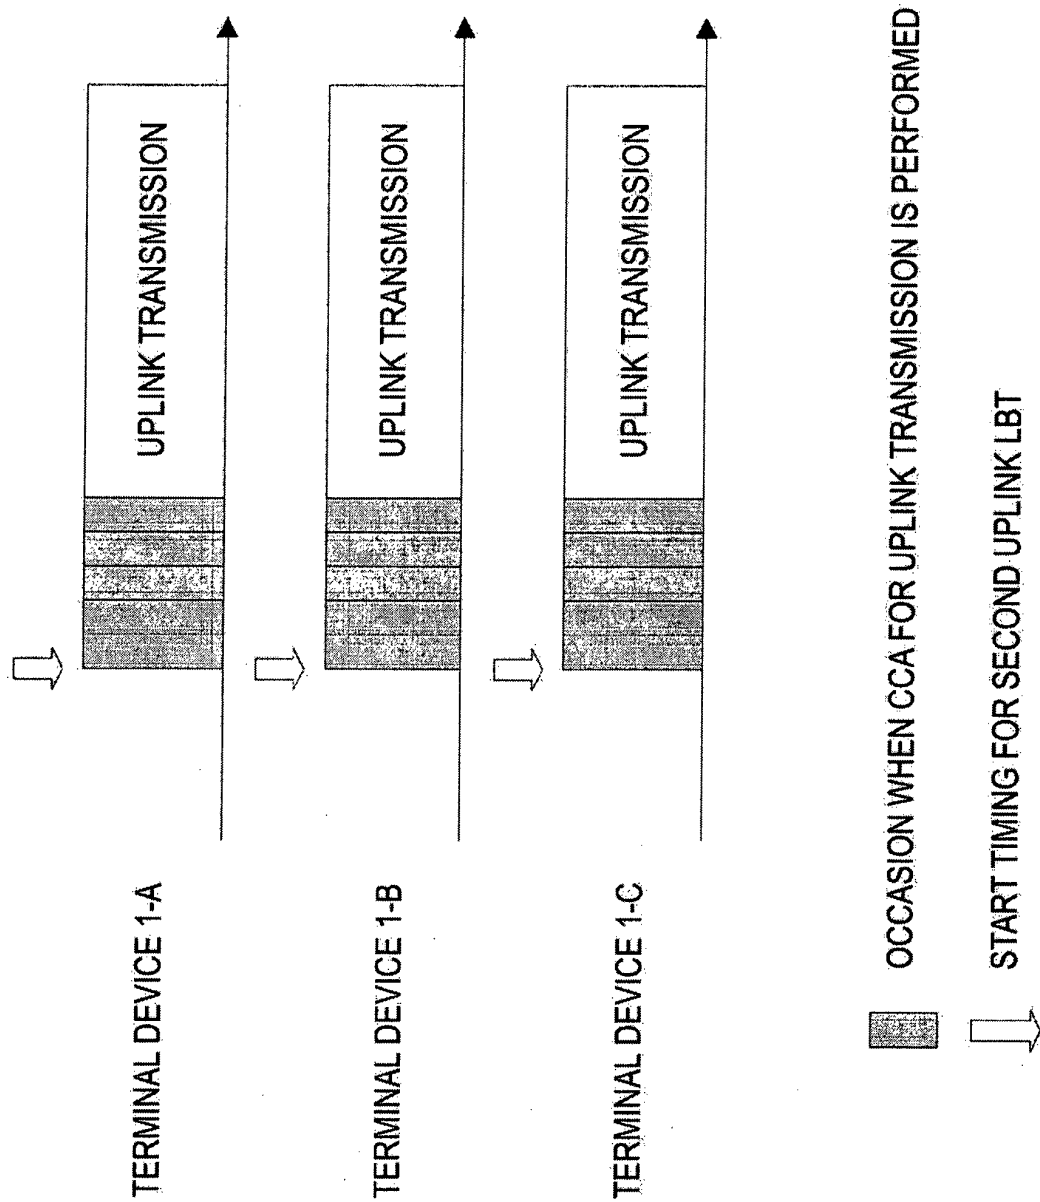 TERMINAL DEVICE 1-A
UPLINK TRANSMISSION
TERMINAL DEVICE 1-B
UPLINK TRANSMISSION
TERMINAL DEVICE 1-C
UPLINK TRANSMISSION
OCCASION WHEN CCA FOR UPLINK TRANSMISSION IS PERFORMED
START TIMING FOR SECOND UPLINK LBT